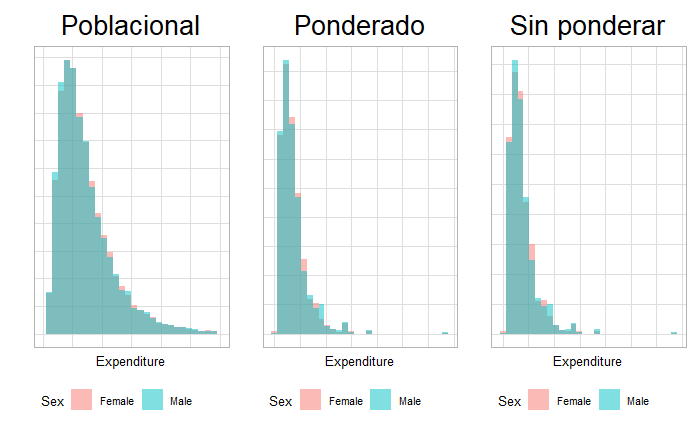 Poblacional
Ponderado
Sin ponderar
Expenditure
Expenditure
Expenditure
Sex Female Male
Sex Female Male
Sex Female Male